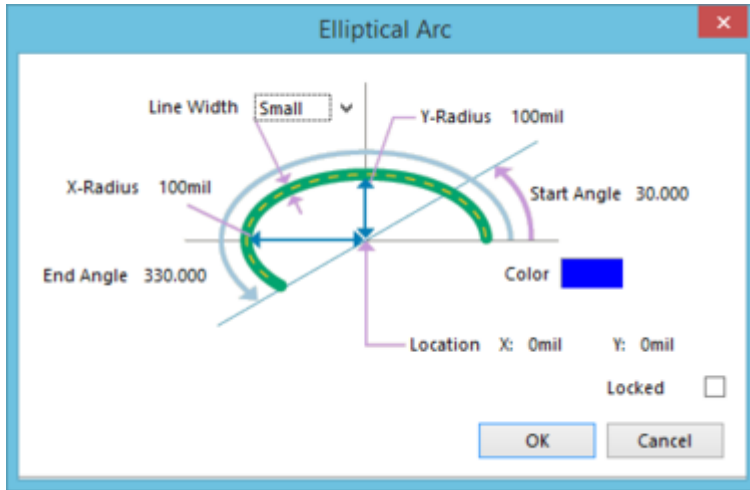 Elliptical Arc
Line Width Small
Y-Radius 100mil
X-Radius 100mil
Start Angle 30.000
End Angle 330.000
Color
Location X: 0mil Y: 0mil
Locked
OK Cancel